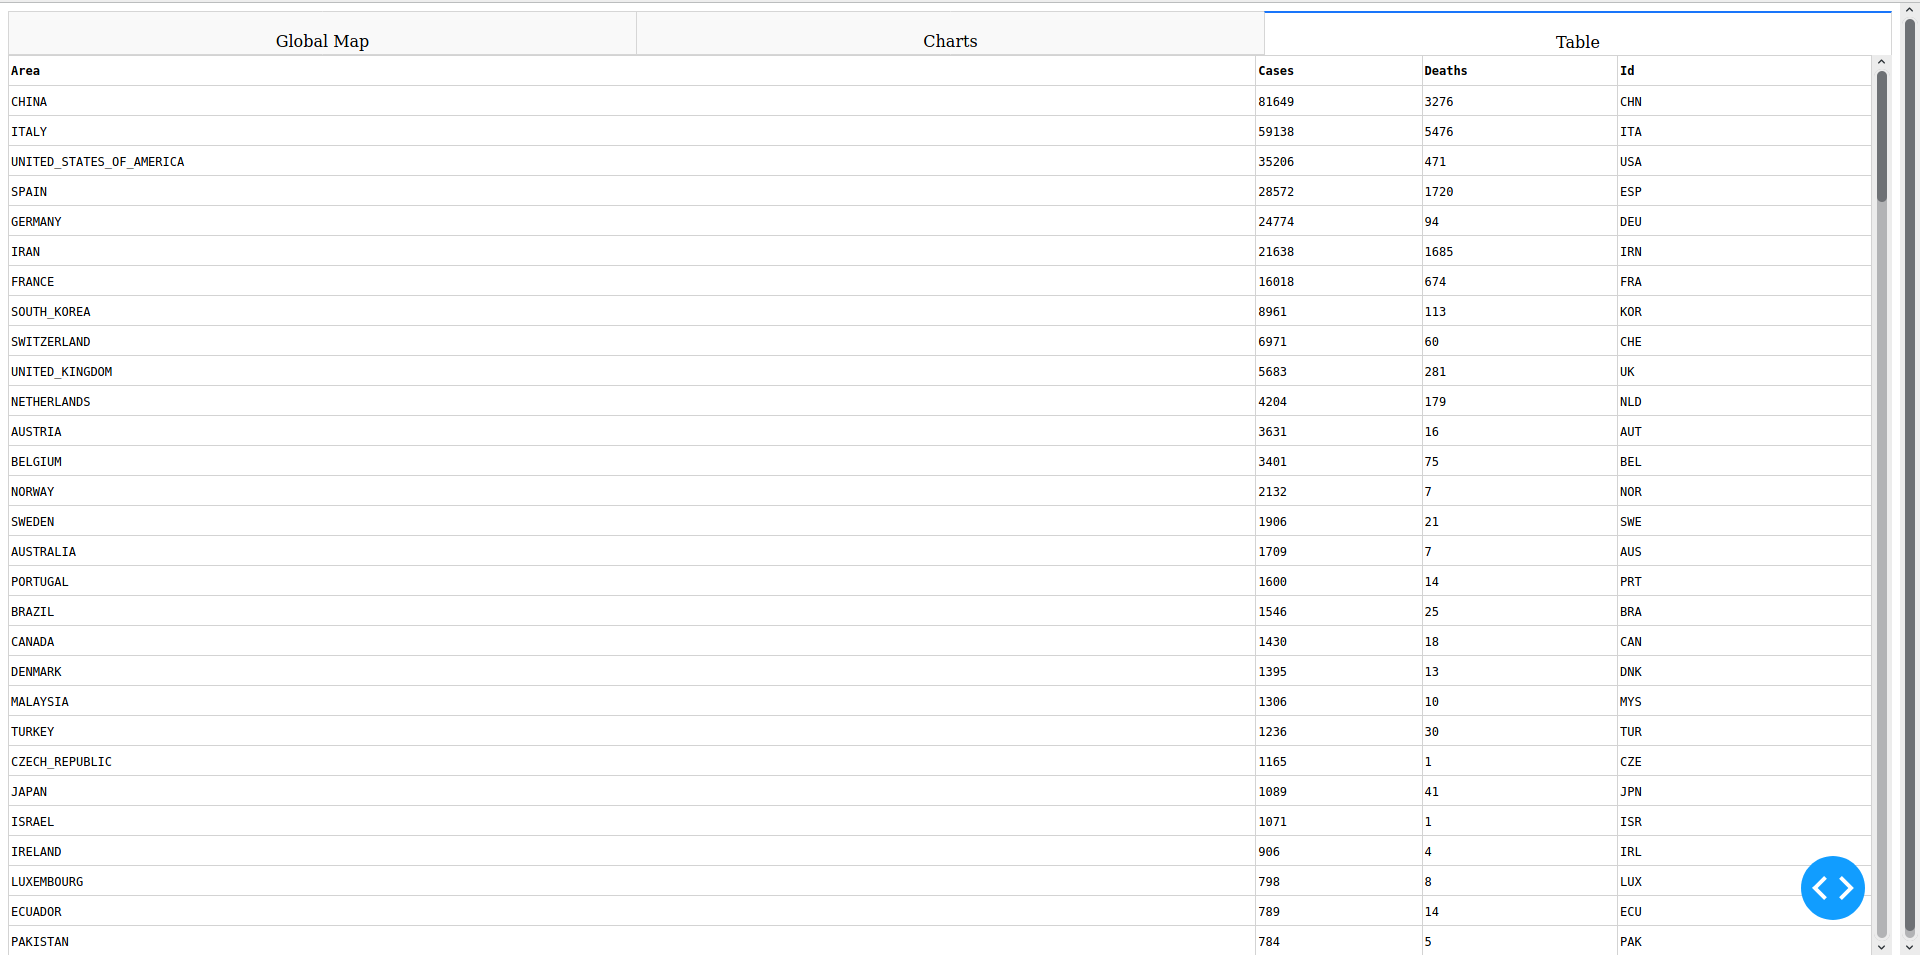 Global Map Charts Table
Area Cases Deaths Id
CHINA 81649 3276 CHN
ITALY 59138 5476 ITA
UNITED_STATES_OF_AMERICA 35206 471 USA
SPAIN 28572 1720 ESP
GERMANY 24774 94 DEU
IRAN 21638 1685 IRN
FRANCE 16018 674 FRA
SOUTH_KOREA 8961 113 KOR
SWITZERLAND 6971 60 CHE
UNITED_KINGDOM 5683 281 UK
NETHERLANDS 4204 179 NLD
AUSTRIA 3631 16 AUT
BELGIUM 3401 75 BEL
NORWAY 2132 7 NOR
SWEDEN 1906 21 SWE
AUSTRALIA 1709 7 AUS
PORTUGAL 1600 14 PRT
BRAZIL 1546 25 BRA
CANADA 1430 18 CAN
DENMARK 1395 13 DNK
MALAYSIA 1306 10 MYS
TURKEY 1236 30 TUR
CZECH_REPUBLIC 1165 1 CZE
JAPAN 1089 41 JPN
ISRAEL 1071 1 ISR
IRELAND 906 4 IRL
LUXEMBOURG 798 8 LUX
ECUADOR 789 14 ECU
PAKISTAN 784 5 PAK